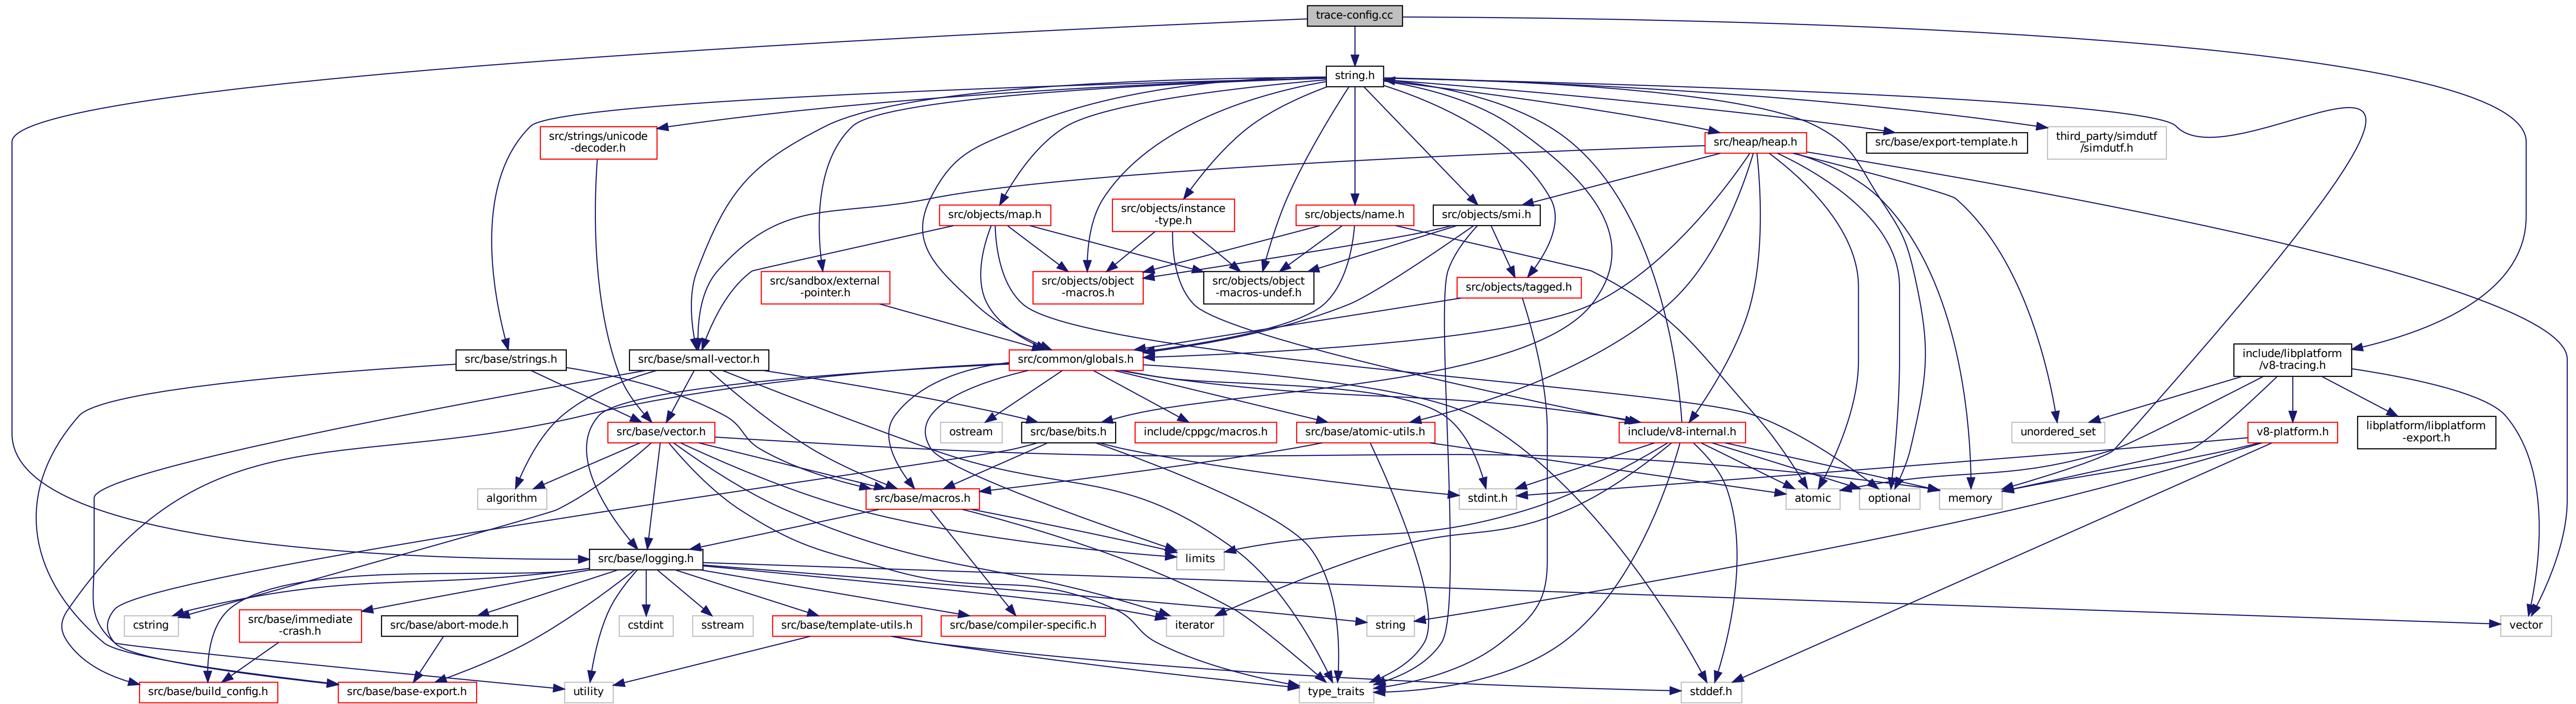 trace-config.cc
string.h
src/strings/unicode
-decoder.h
src/heap/heap.h
src/base/export-template.h
third_party/simdutf
/simdutf.h
src/objects/map.h
src/objects/instance
-type.h
src/objects/name.h
src/objects/smi.h
src/sandbox/external
-pointer.h
src/objects/object
-macros.h
src/objects/object
-macros-undef.h
src/objects/tagged.h
src/base/strings.h
src/base/small-vector.h
src/common/globals.h
include/libplatform
/v8-tracing.h
src/base/vector.h
ostream
src/base/bits.h
include/cppgc/macros.h
src/base/atomic-utils.h
include/v8-internal.h
unordered_set
v8-platform.h
libplatform/libplatform
-export.h
algorithm
src/base/macros.h
stdint.h
atomic
optional
memory
src/base/logging.h
limits
cstring
src/base/immediate
-crash.h
src/base/abort-mode.h
cstdint
sstream
src/base/template-utils.h
src/base/compiler-specific.h
iterator
string
vector
src/base/build_config.h
src/base/base-export.h
utility
type_traits
stddef.h